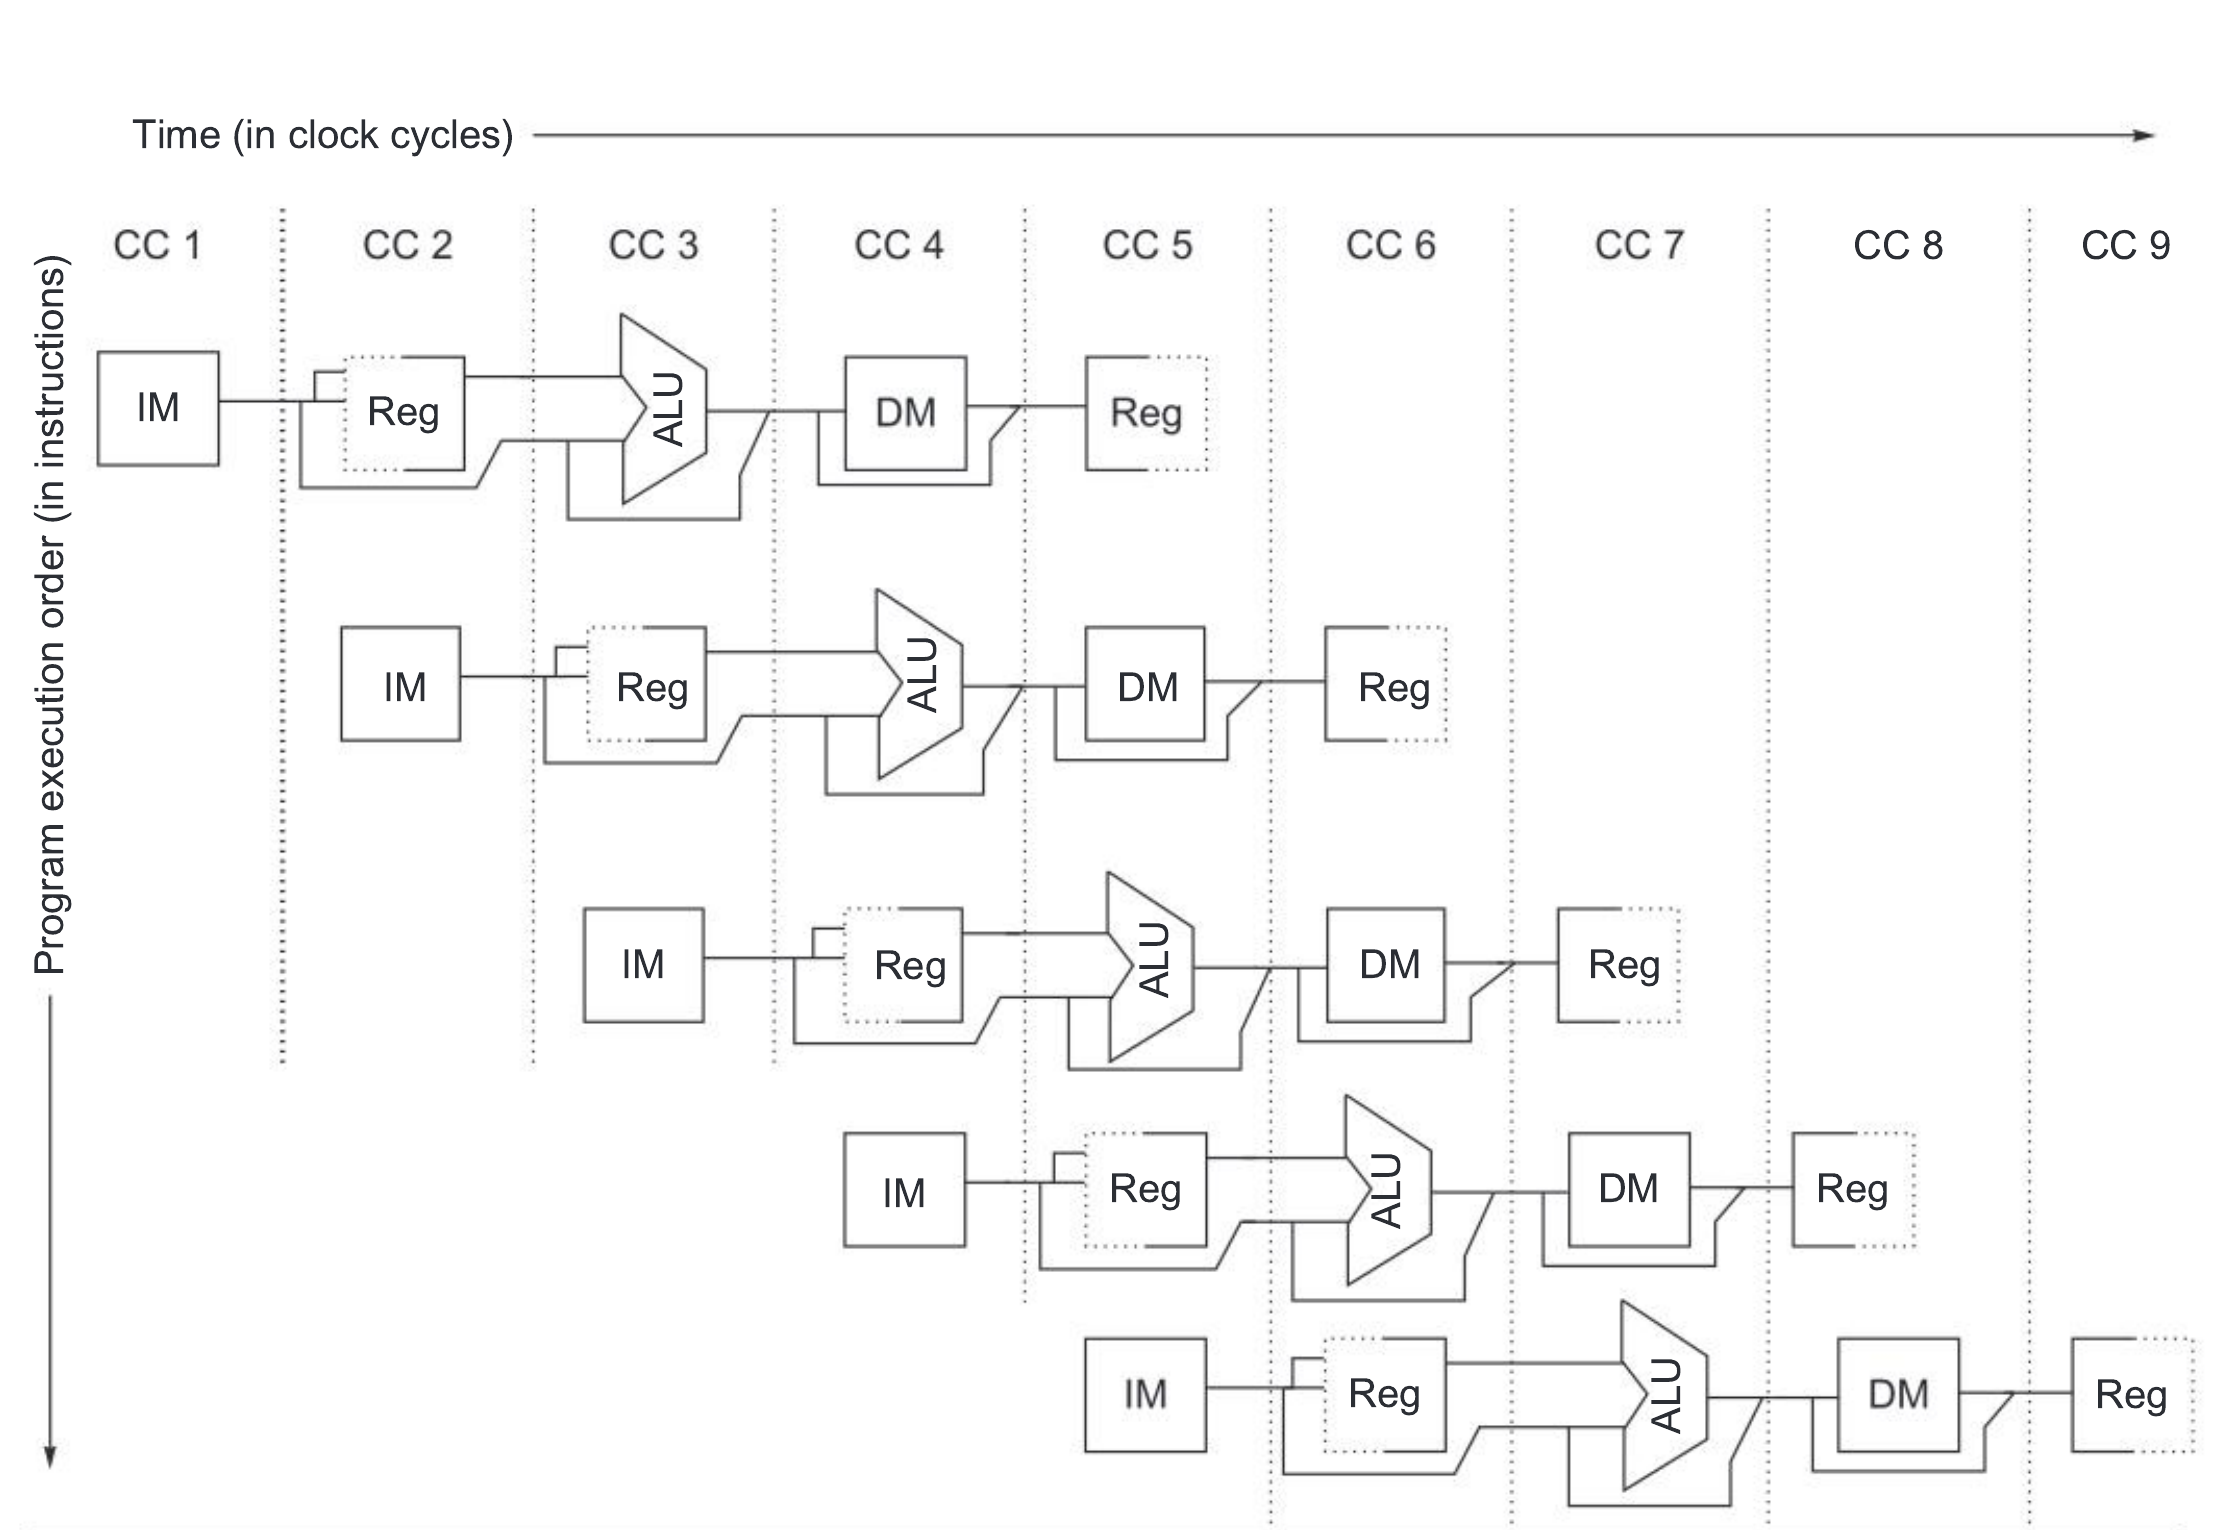 Time (in clock cycles)
CC 1 CC 2 CC 3 CC 4 CC 5 CC 6 CC 7 CC 8 CC 9
Program execution order (in instructions)
IM Reg ALU DM Reg
IM Reg ALU DM Reg
IM Reg ALU DM Reg
IM Reg ALU DM Reg
IM Reg ALU DM Reg